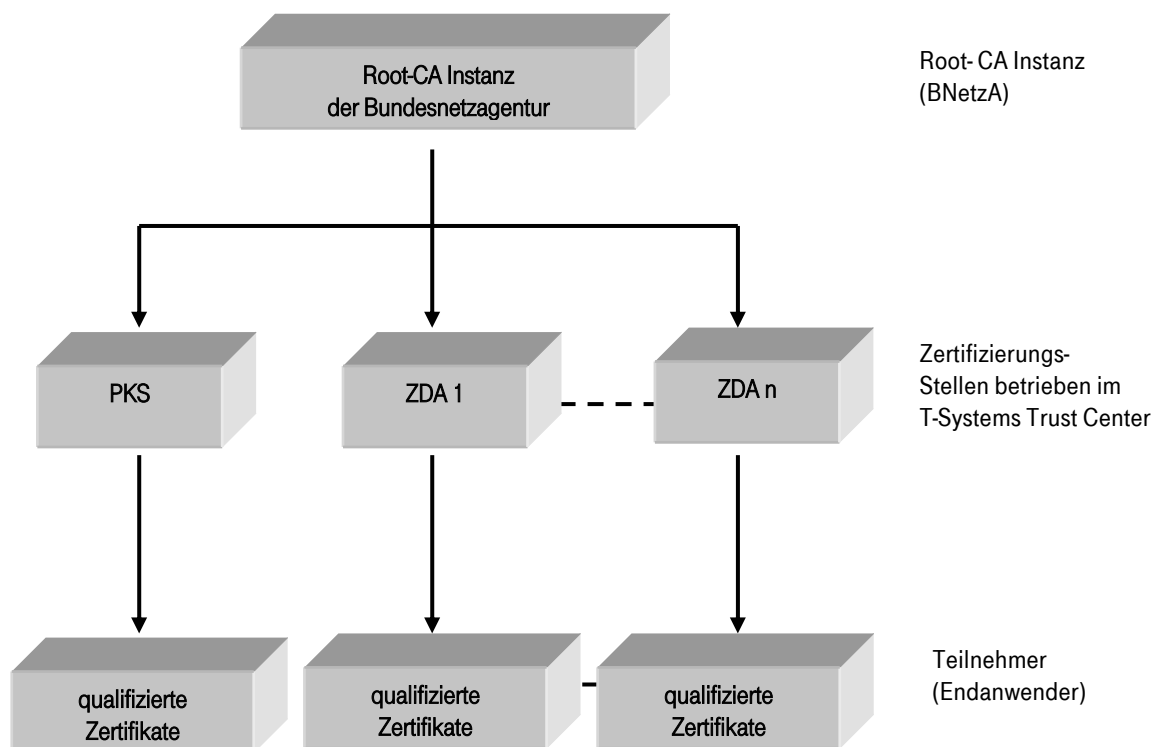 Root-CA Instanz
der Bundesnetzagentur
Root- CA Instanz
(BNetzA)
PKS
ZDA 1
ZDA n
Zertifizierungs-
Stellen betrieben im
T-Systems Trust Center
qualifizierte
Zertifikate
qualifizierte
Zertifikate
qualifizierte
Zertifikate
Teilnehmer
(Endanwender)